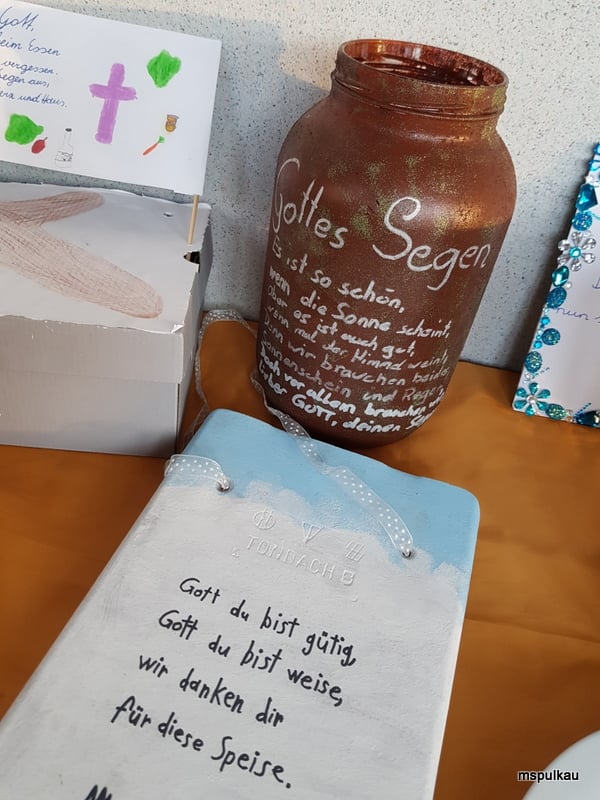 Gott,
beim Essen
vergessen.
Segen aus,
Herz und Haus.
Gottes Segen
Es ist so schön,
wenn die Sonne scheint,
Aber es ist auch gut,
wenn mal der Himmel weint,
Denn wir brauchen beides
Sonnenschein und Regen
Doch vor allem brauchen wir,
lieber GOTT, deinen
TONDACH
Gott du bist gütig,
Gott du bist weise,
wir danken dir
für diese Speise.
mspulkau